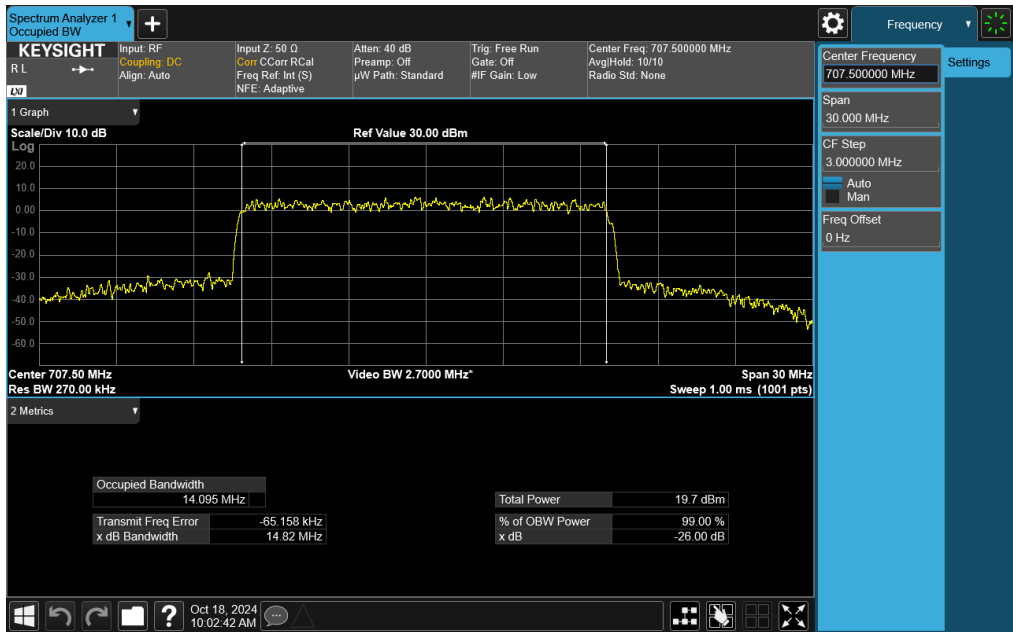 Spectrum Analyzer 1
Occupied BW
Frequency
KEYSIGHT
R L
LXI
Input: RF
Coupling: DC
Align: Auto
Input Z: 50 Ω
Corr CCorr RCal
Freq Ref: Int (S)
NFE: Adaptive
Atten: 40 dB
Preamp: Off
µW Path: Standard
Trig: Free Run
Gate: Off
#IF Gain: Low
Center Freq: 707.500000 MHz
Avg|Hold: 10/10
Radio Std: None
Center Frequency
707.500000 MHz
Settings
Span
30.000 MHz
CF Step
3.000000 MHz
Auto
Man
Freq Offset
0 Hz
1 Graph
Scale/Div 10.0 dB
Ref Value 30.00 dBm
Log
20.0
10.0
0.00
-10.0
-20.0
-30.0
-40.0
-50.0
-60.0
Center 707.50 MHz
Video BW 2.7000 MHz*
Span 30 MHz
Res BW 270.00 kHz
Sweep 1.00 ms (1001 pts)
2 Metrics
Occupied Bandwidth
14.095 MHz
Total Power 19.7 dBm
Transmit Freq Error -65.158 kHz
% of OBW Power 99.00 %
x dB Bandwidth 14.82 MHz
x dB -26.00 dB
?
Oct 18, 2024
10:02:42 AM